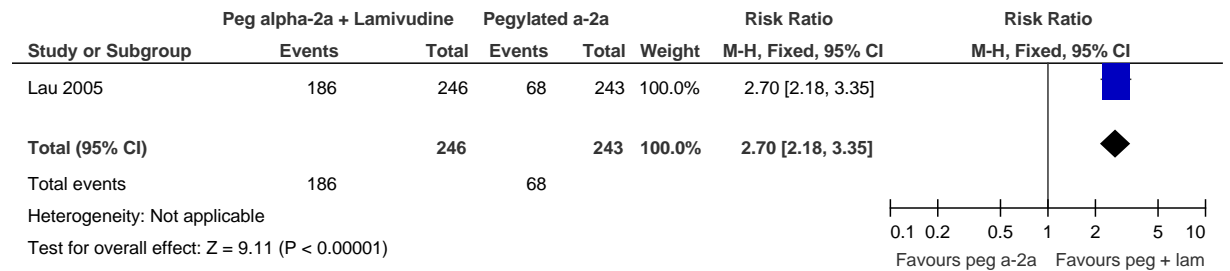 Peg alpha-2a + Lamivudine Pegylated a-2a Risk Ratio Risk Ratio
Study or Subgroup Events Total Events Total Weight M-H, Fixed, 95% CI M-H, Fixed, 95% CI
Lau 2005 186 246 68 243 100.0% 2.70 [2.18, 3.35]
Total (95% CI) 246 243 100.0% 2.70 [2.18, 3.35]
Total events 186 68
Heterogeneity: Not applicable
Test for overall effect: Z = 9.11 (P < 0.00001)
0.1 0.2 0.5 1 2 5 10
Favours peg a-2a Favours peg + lam